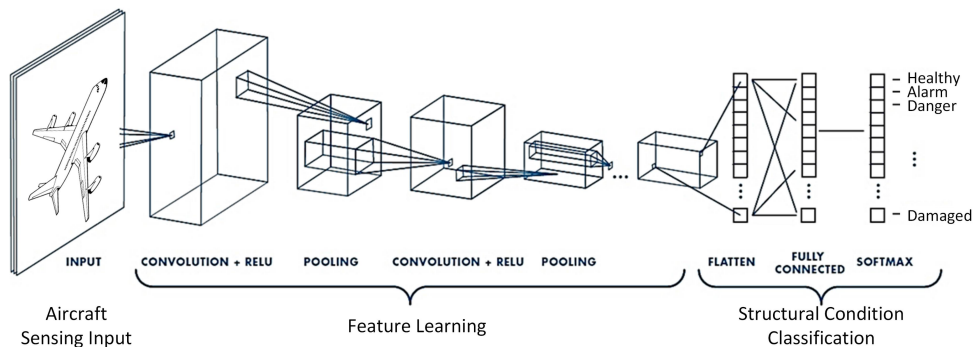 Healthy
Alarm
Danger
Damaged
INPUT
CONVOLUTION + RELU
POOLING
CONVOLUTION + RELU
POOLING
FLATTEN
FULLY
CONNECTED
SOFTMAX
Aircraft
Sensing Input
Feature Learning
Structural Condition
Classification